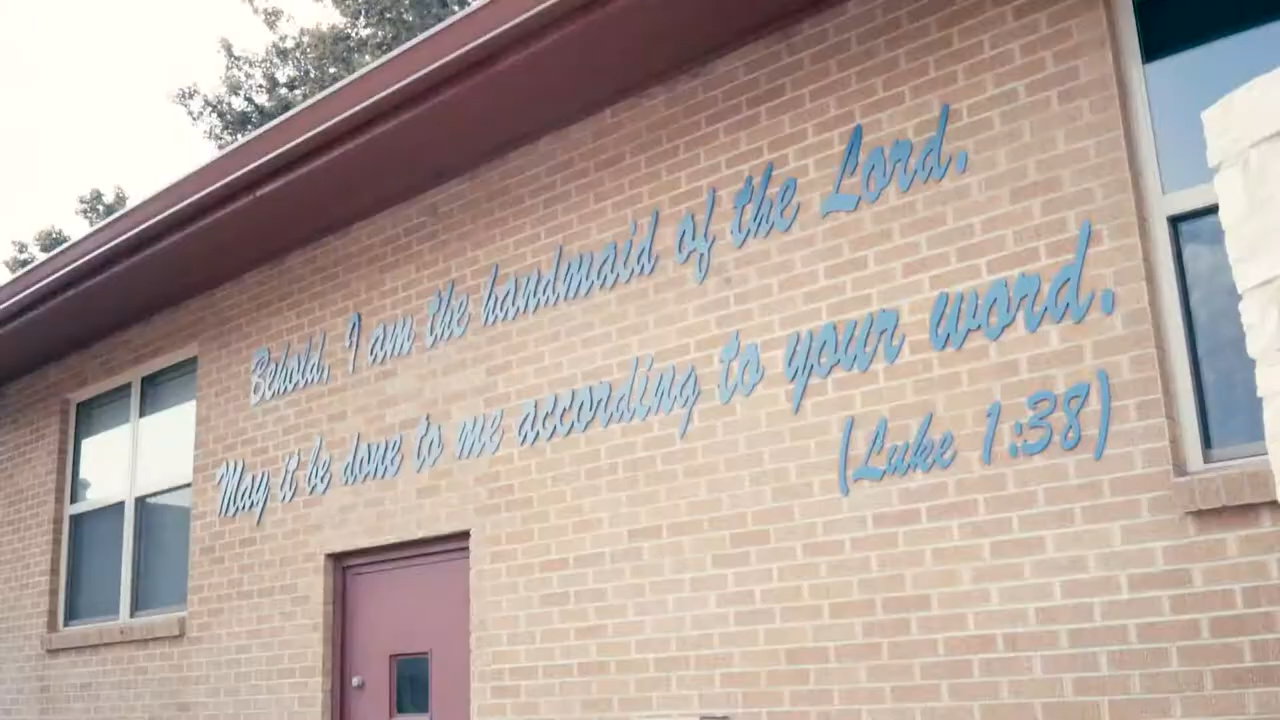 Behold, I am the handmaid of the Lord.
May it be done to me according to your word.
(Luke 1:38)